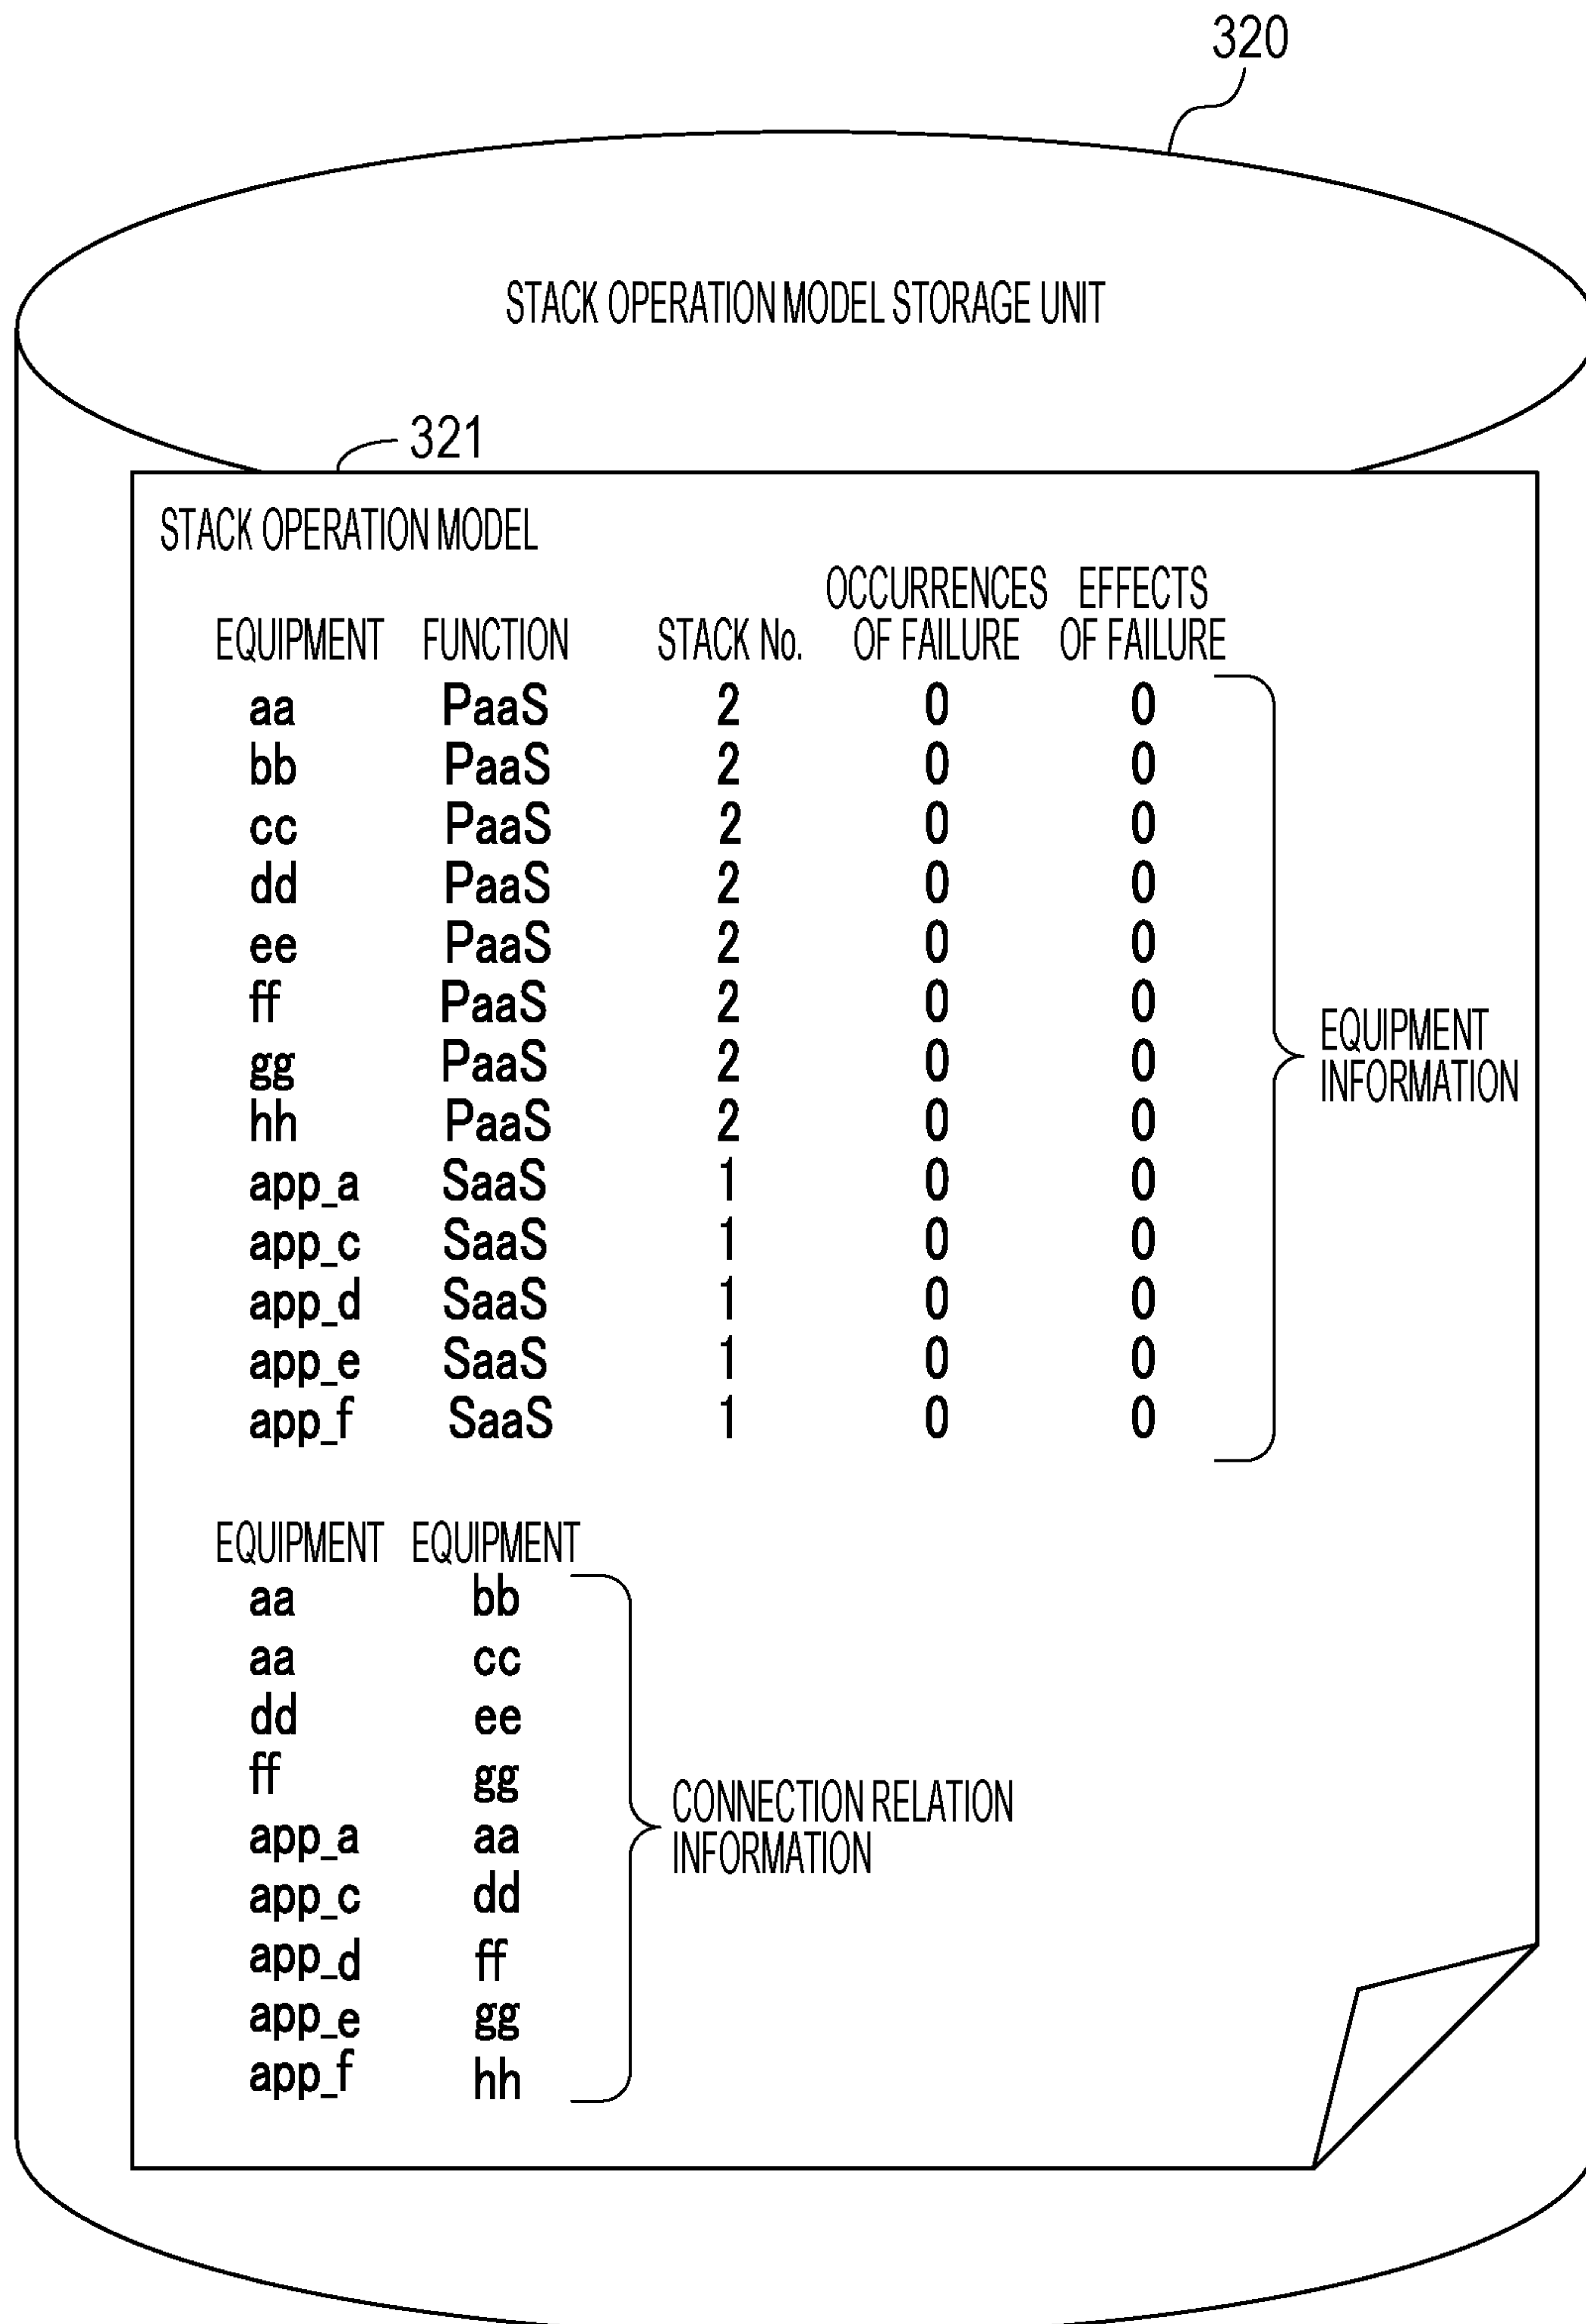 320
STACK OPERATION MODEL STORAGE UNIT
321
STACK OPERATION MODEL
EQUIPMENT FUNCTION STACK No. OCCURRENCES OF FAILURE EFFECTS OF FAILURE
aa PaaS 2 0 0
bb PaaS 2 0 0
cc PaaS 2 0 0
dd PaaS 2 0 0
ee PaaS 2 0 0
ff PaaS 2 0 0
gg PaaS 2 0 0
hh PaaS 2 0 0
app_a SaaS 1 0 0
app_c SaaS 1 0 0
app_d SaaS 1 0 0
app_e SaaS 1 0 0
app_f SaaS 1 0 0
EQUIPMENT
INFORMATION
EQUIPMENT EQUIPMENT
aa bb
aa cc
dd ee
ff gg
app_a aa
app_c dd
app_d ff
app_e gg
app_f hh
CONNECTION RELATION
INFORMATION